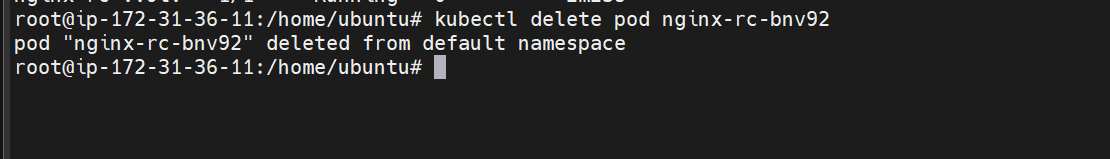 root@ip-172-31-36-11:/home/ubuntu# kubectl delete pod nginx-rc-bnv92
pod "nginx-rc-bnv92" deleted from default namespace
root@ip-172-31-36-11:/home/ubuntu#